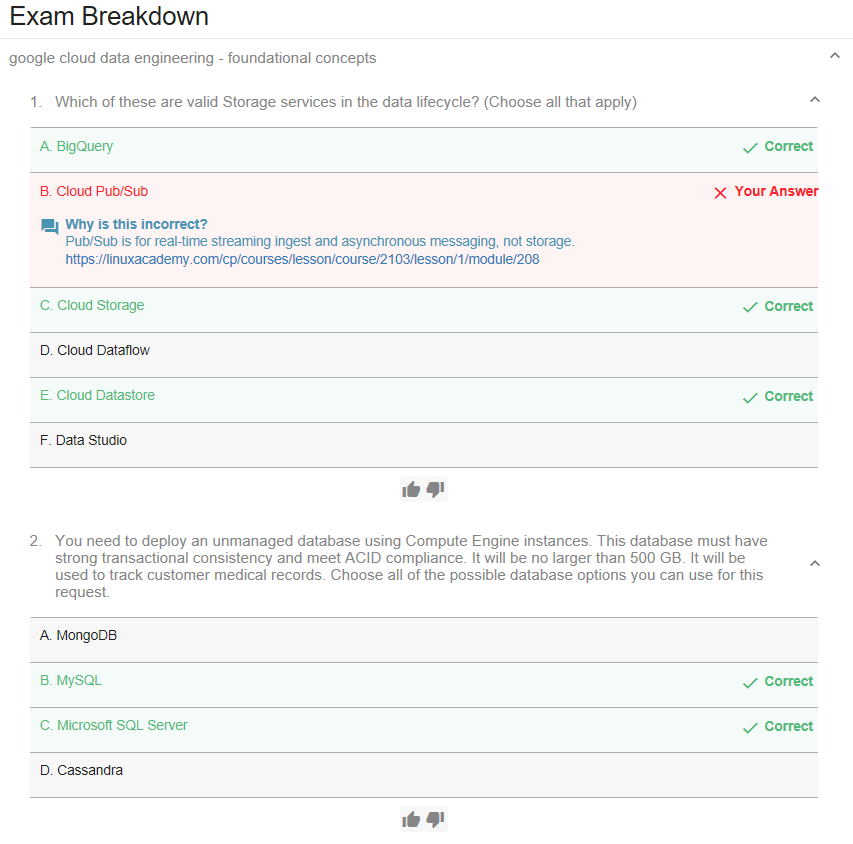 Exam Breakdown
google cloud data engineering - foundational concepts
1. Which of these are valid Storage services in the data lifecycle? (Choose all that apply)
A. BigQuery Correct
B. Cloud Pub/Sub Your Answer
Why is this incorrect?
Pub/Sub is for real-time streaming ingest and asynchronous messaging, not storage.
https://linuxacademy.com/cp/courses/lesson/course/2103/lesson/1/module/208
C. Cloud Storage Correct
D. Cloud Dataflow
E. Cloud Datastore Correct
F. Data Studio
2. You need to deploy an unmanaged database using Compute Engine instances. This database must have
strong transactional consistency and meet ACID compliance. It will be no larger than 500 GB. It will be
used to track customer medical records. Choose all of the possible database options you can use for this
request.
A. MongoDB
B. MySQL Correct
C. Microsoft SQL Server Correct
D. Cassandra